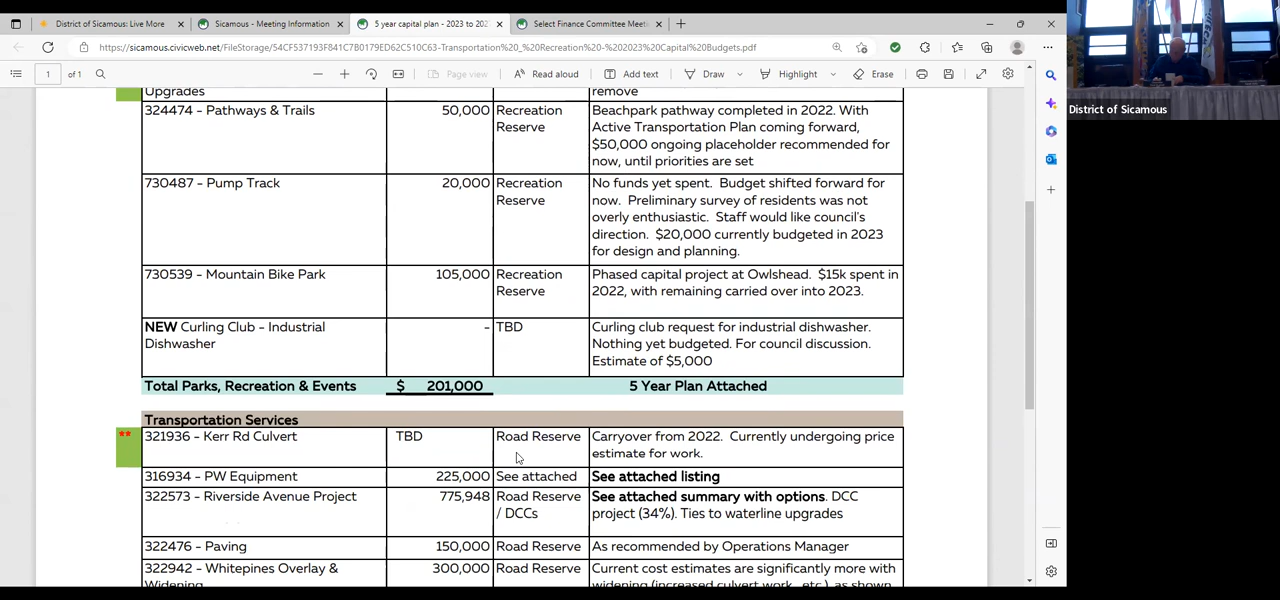 District of Sicamous: Live More
Sicamous - Meeting Information
5 year capital plan - 2023 to 202
Select Finance Committee Meeti
https://sicamous.civicweb.net/FileStorage/54CF537193F841C7B0179ED62C510C63-Transportation%20_%20Recreation%20-%202023%20Capital%20Budgets.pdf
1 of 1
Page view
Read aloud
Add text
Draw
Highlight
Erase
District of Sicamous
Upgrades
remove
324474 - Pathways & Trails
50,000
Recreation
Reserve
Beachpark pathway completed in 2022. With
Active Transportation Plan coming forward,
$50,000 ongoing placeholder recommended for
now, until priorities are set
730487 - Pump Track
20,000
Recreation
Reserve
No funds yet spent. Budget shifted forward for
now. Preliminary survey of residents was not
overly enthusiastic. Staff would like council's
direction. $20,000 currently budgeted in 2023
for design and planning.
730539 - Mountain Bike Park
105,000
Recreation
Reserve
Phased capital project at Owlshead. $15k spent in
2022, with remaining carried over into 2023.
NEW Curling Club - Industrial
Dishwasher
-
TBD
Curling club request for industrial dishwasher.
Nothing yet budgeted. For council discussion.
Estimate of $5,000
Total Parks, Recreation & Events
$ 201,000
5 Year Plan Attached
Transportation Services
**
321936 - Kerr Rd Culvert
TBD
Road Reserve
Carryover from 2022. Currently undergoing price
estimate for work.
316934 - PW Equipment
225,000
See attached
See attached listing
322573 - Riverside Avenue Project
775,948
Road Reserve
/ DCCs
See attached summary with options. DCC
project (34%). Ties to waterline upgrades
322476 - Paving
150,000
Road Reserve
As recommended by Operations Manager
322942 - Whitepines Overlay &
Widening
300,000
Road Reserve
Current cost estimates are significantly more with
widening (increased culvert work, etc.), as shown